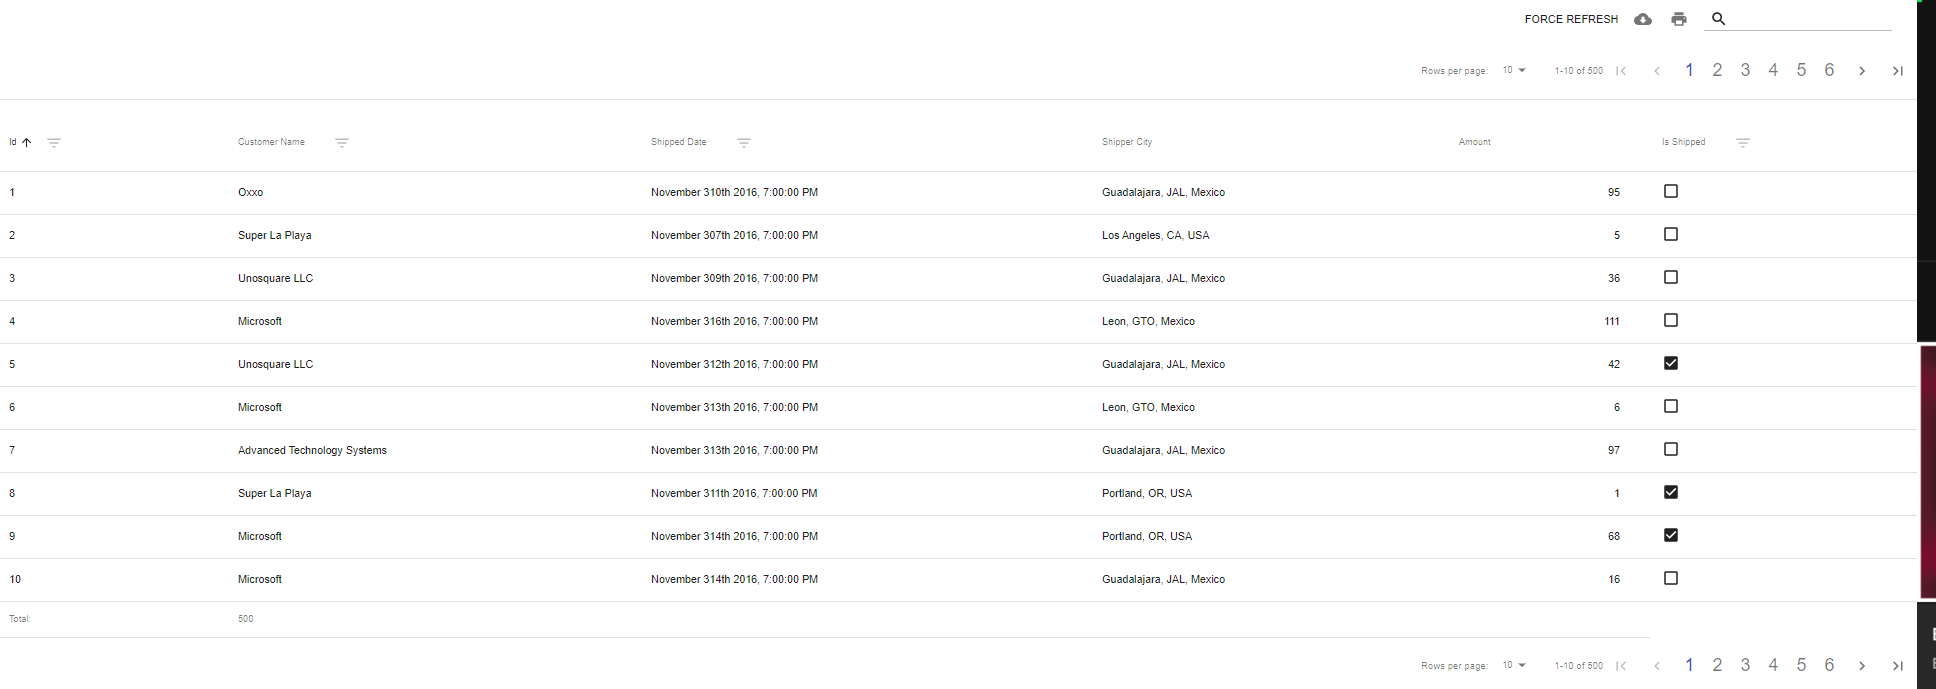 FORCE REFRESH
Rows per page: 10 1-10 of 500 1 2 3 4 5 6
Id Customer Name Shipped Date Shipper City Amount Is Shipped
1 Oxxo November 310th 2016, 7:00:00 PM Guadalajara, JAL, Mexico 95
2 Super La Playa November 307th 2016, 7:00:00 PM Los Angeles, CA, USA 5
3 Unosquare LLC November 309th 2016, 7:00:00 PM Guadalajara, JAL, Mexico 36
4 Microsoft November 316th 2016, 7:00:00 PM Leon, GTO, Mexico 111
5 Unosquare LLC November 312th 2016, 7:00:00 PM Guadalajara, JAL, Mexico 42
6 Microsoft November 313th 2016, 7:00:00 PM Leon, GTO, Mexico 6
7 Advanced Technology Systems November 313th 2016, 7:00:00 PM Guadalajara, JAL, Mexico 97
8 Super La Playa November 311th 2016, 7:00:00 PM Portland, OR, USA 1
9 Microsoft November 314th 2016, 7:00:00 PM Portland, OR, USA 68
10 Microsoft November 314th 2016, 7:00:00 PM Guadalajara, JAL, Mexico 16
Total: 500
Rows per page: 10 1-10 of 500 1 2 3 4 5 6